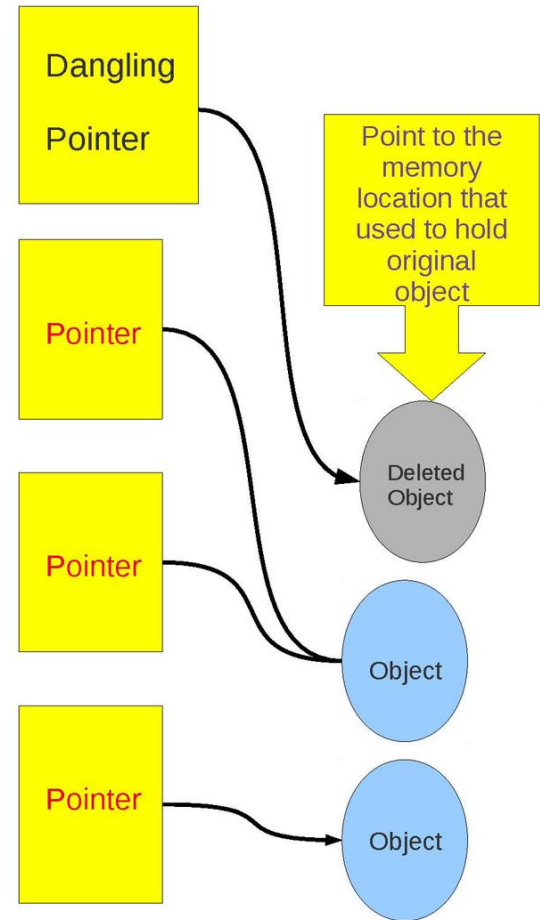 Dangling
Pointer
Point to the
memory
location that
used to hold
original
object
Pointer
Deleted
Object
Pointer
Object
Pointer
Object